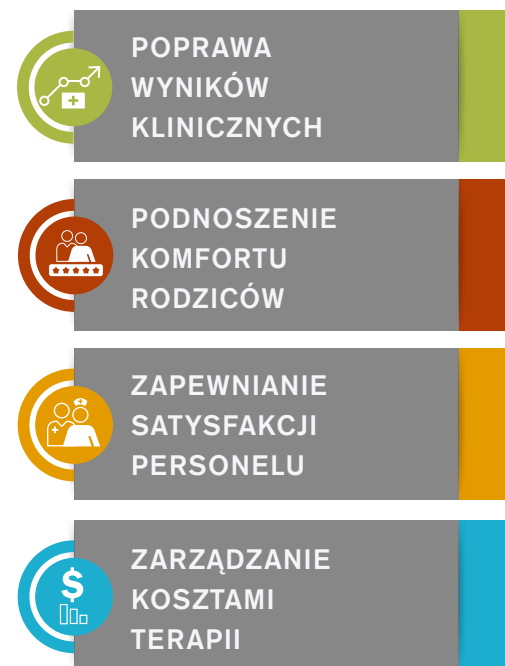 POPRAWA
WYNIKÓW
KLINICZNYCH
PODNOSZENIE
KOMFORTU
RODZICÓW
ZAPEWNIANIE
SATYSFAKCJI
PERSONELU
$
ZARZĄDZANIE
KOSZTAMI
TERAPII